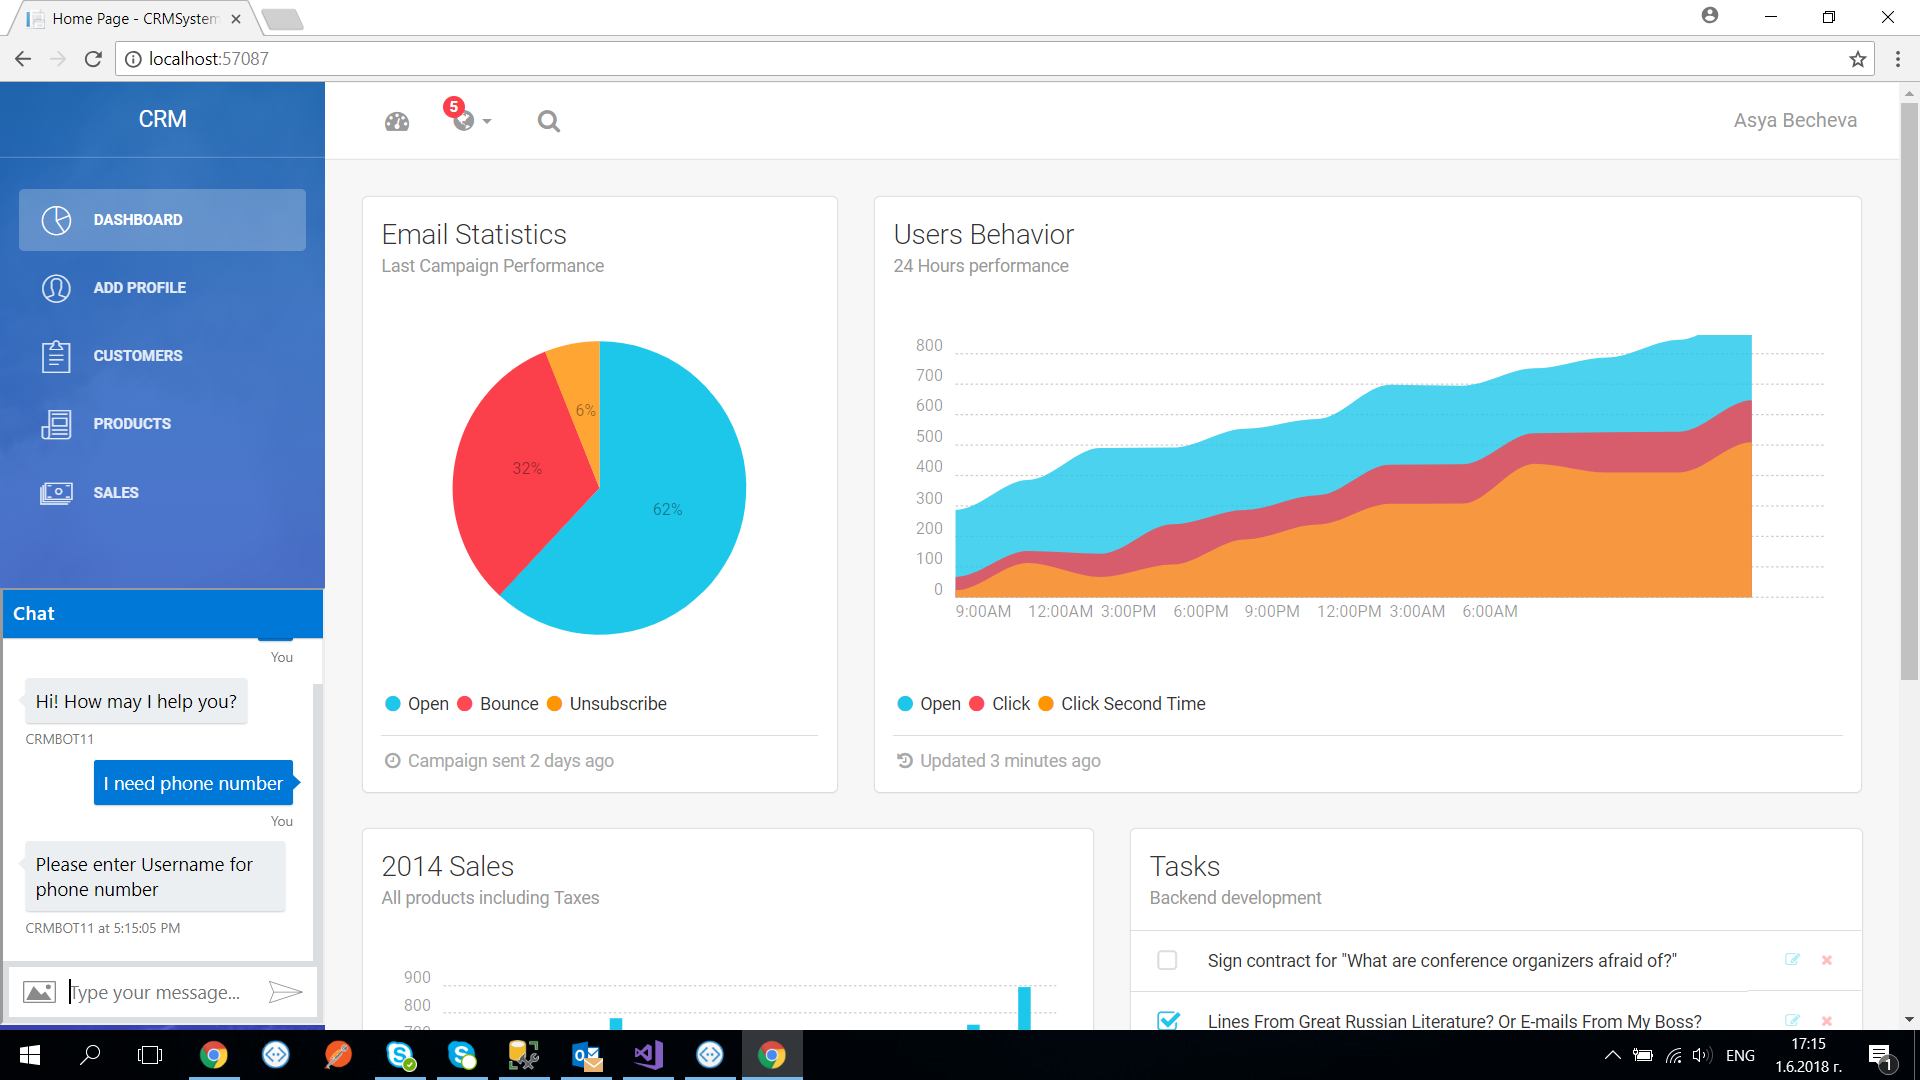 Home Page - CRMSystem
localhost:57087
CRM
5
Asya Becheva
DASHBOARD
ADD PROFILE
CUSTOMERS
PRODUCTS
SALES
Email Statistics
Last Campaign Performance
6%
32%
62%
Open Bounce Unsubscribe
Campaign sent 2 days ago
Users Behavior
24 Hours performance
800
700
600
500
400
300
200
100
0
9:00AM 12:00AM 3:00PM 6:00PM 9:00PM 12:00PM 3:00AM 6:00AM
Open Click Click Second Time
Updated 3 minutes ago
Chat
You
Hi! How may I help you?
CRMBOT11
I need phone number
You
Please enter Username for
phone number
CRMBOT11 at 5:15:05 PM
Type your message...
2014 Sales
All products including Taxes
900
800
Tasks
Backend development
Sign contract for "What are conference organizers afraid of?"
Lines From Great Russian Literature? Or E-mails From My Boss?
ENG
17:15
1.6.2018 г.
1